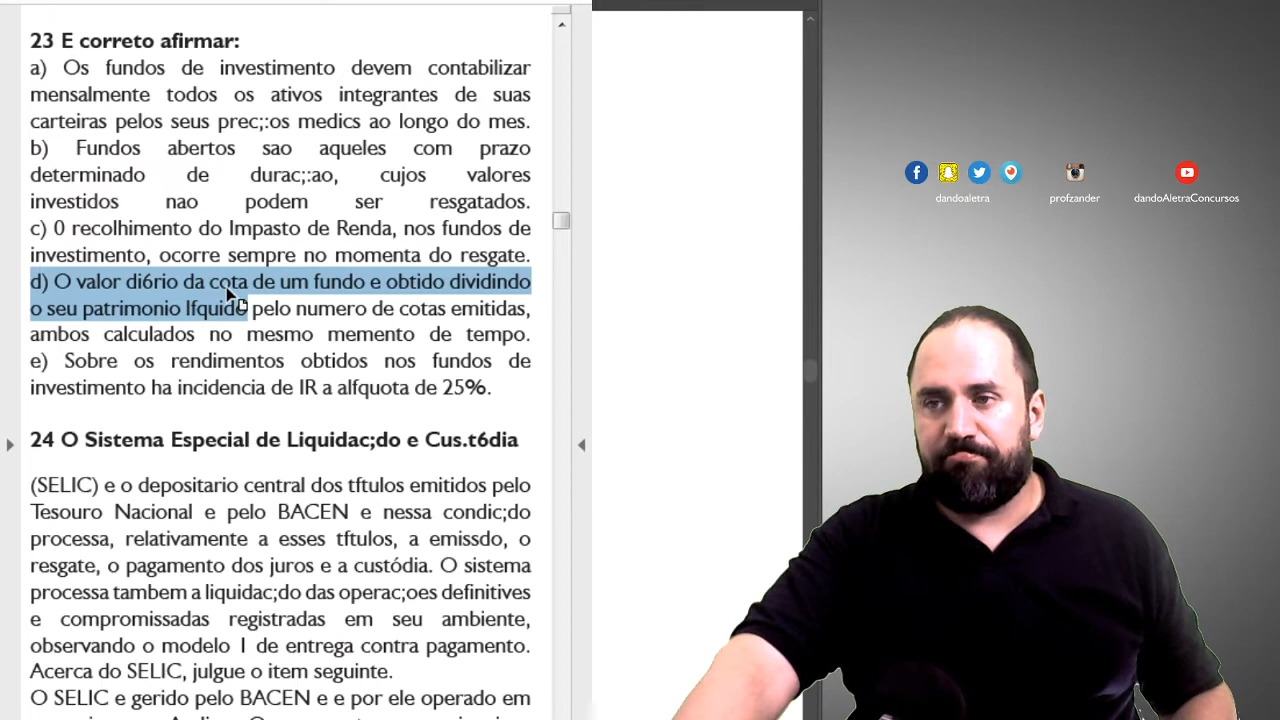 23 E correto afirmar:
a) Os fundos de investimento devem contabilizar
mensalmente todos os ativos integrantes de suas
carteiras pelos seus prec;:os medics ao longo do mes.
b) Fundos abertos sao aqueles com prazo
determinado de durac;:ao, cujos valores
investidos nao podem ser resgatados.
c) 0 recolhimento do Impasto de Renda, nos fundos de
investimento, ocorre sempre no momenta do resgate.
d) O valor di6rio da cota de um fundo e obtido dividindo
o seu patrimonio lfquido pelo numero de cotas emitidas,
ambos calculados no mesmo memento de tempo.
e) Sobre os rendimentos obtidos nos fundos de
investimento ha incidencia de IR a alfquota de 25%.
24 O Sistema Especial de Liquidac;do e Cus.t6dia
(SELIC) e o depositario central dos tftulos emitidos pelo
Tesouro Nacional e pelo BACEN e nessa condic;do
processa, relativamente a esses tftulos, a emissdo, o
resgate, o pagamento dos juros e a custódia. O sistema
processa tambem a liquidac;do das operac;oes definitives
e compromissadas registradas em seu ambiente,
observando o modelo 1 de entrega contra pagamento.
Acerca do SELIC, julgue o item seguinte.
O SELIC e gerido pelo BACEN e e por ele operado em
dandoaletra
profzander
dandoAletraConcursos